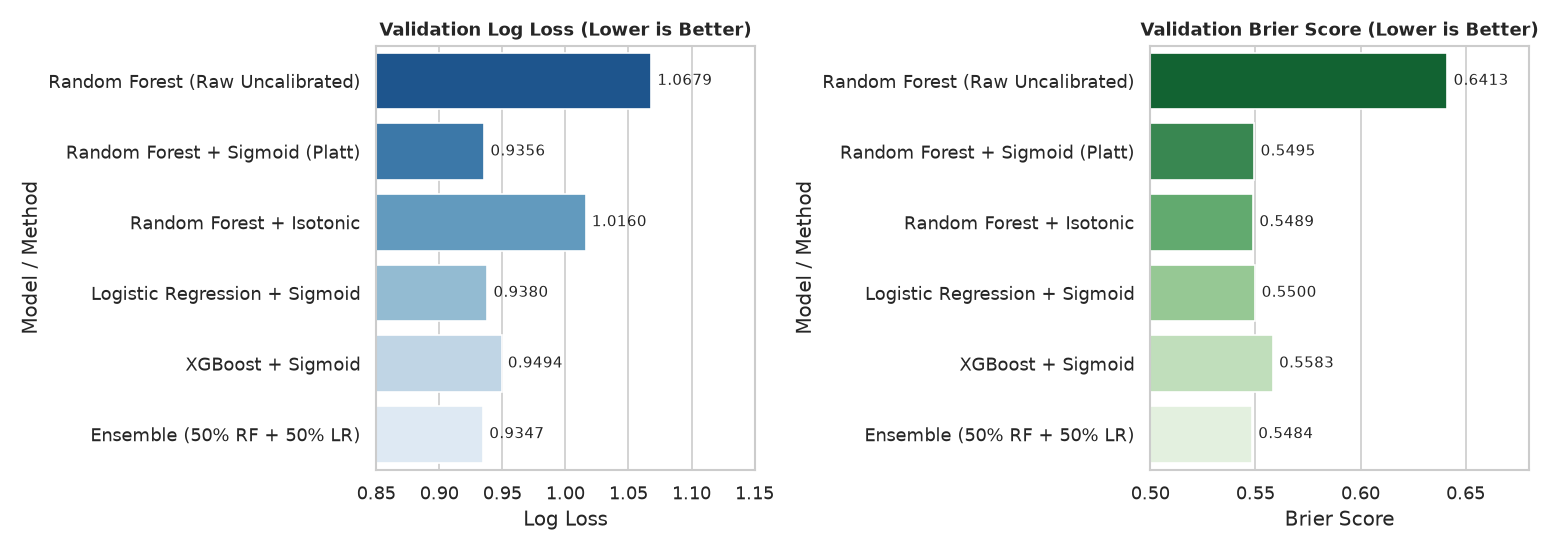 Validation Log Loss (Lower is Better)
Model / Method
Random Forest (Raw Uncalibrated)
1.0679
Random Forest + Sigmoid (Platt)
0.9356
Random Forest + Isotonic
1.0160
Logistic Regression + Sigmoid
0.9380
XGBoost + Sigmoid
0.9494
Ensemble (50% RF + 50% LR)
0.9347
0.85 0.90 0.95 1.00 1.05 1.10 1.15
Log Loss
Validation Brier Score (Lower is Better)
Model / Method
Random Forest (Raw Uncalibrated)
0.6413
Random Forest + Sigmoid (Platt)
0.5495
Random Forest + Isotonic
0.5489
Logistic Regression + Sigmoid
0.5500
XGBoost + Sigmoid
0.5583
Ensemble (50% RF + 50% LR)
0.5484
0.50 0.55 0.60 0.65
Brier Score